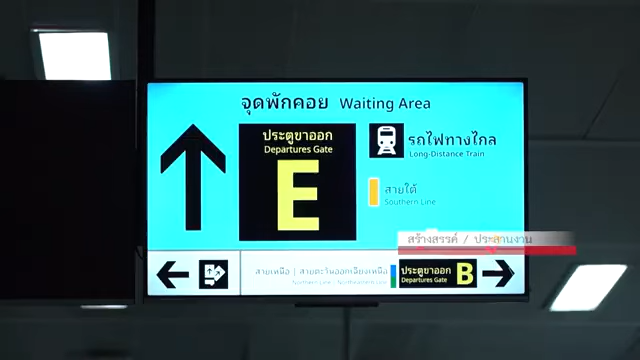 จุดพักคอย Waiting Area
ประตูขาออก
Departures Gate
E
รถไฟทางไกล
Long-Distance Train
สายใต้
Southern Line
สร้างสรรค์ / ประสานงาน
สายเหนือ | สายตะวันออกเฉียงเหนือ
Northern Line | Northeastern Line
ประตูขาออก
Departures Gate
B